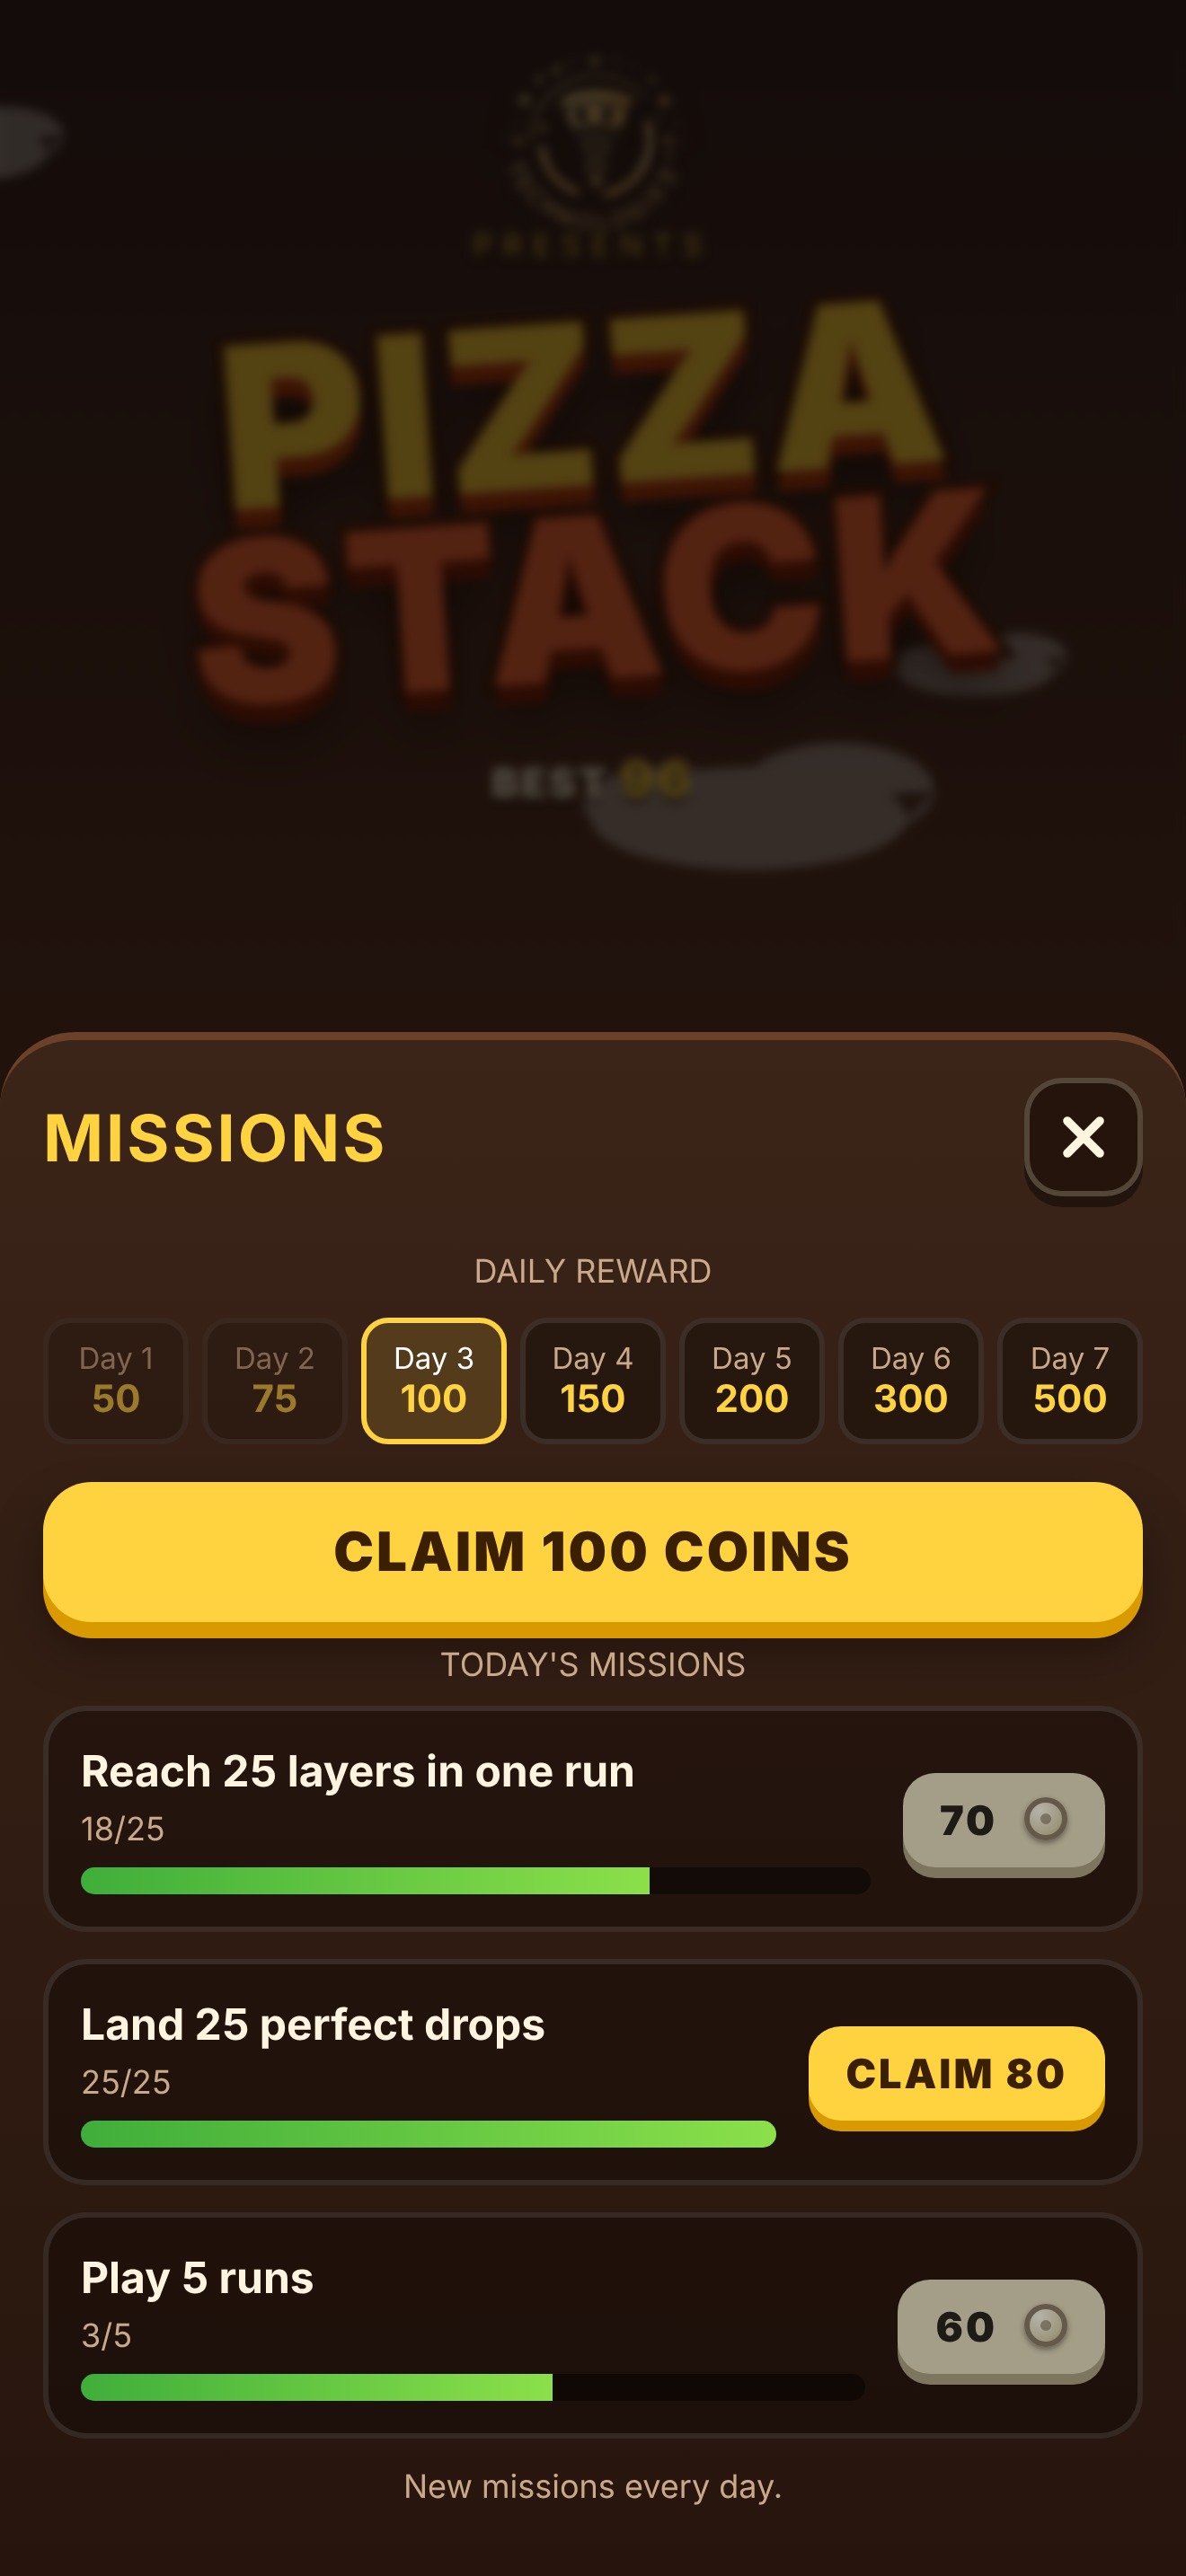 PRESENTS
PIZZA
STACK
BEST 96
MISSIONS
DAILY REWARD
Day 1
50
Day 2
75
Day 3
100
Day 4
150
Day 5
200
Day 6
300
Day 7
500
CLAIM 100 COINS
TODAY'S MISSIONS
Reach 25 layers in one run
18/25
70
Land 25 perfect drops
25/25
CLAIM 80
Play 5 runs
3/5
60
New missions every day.